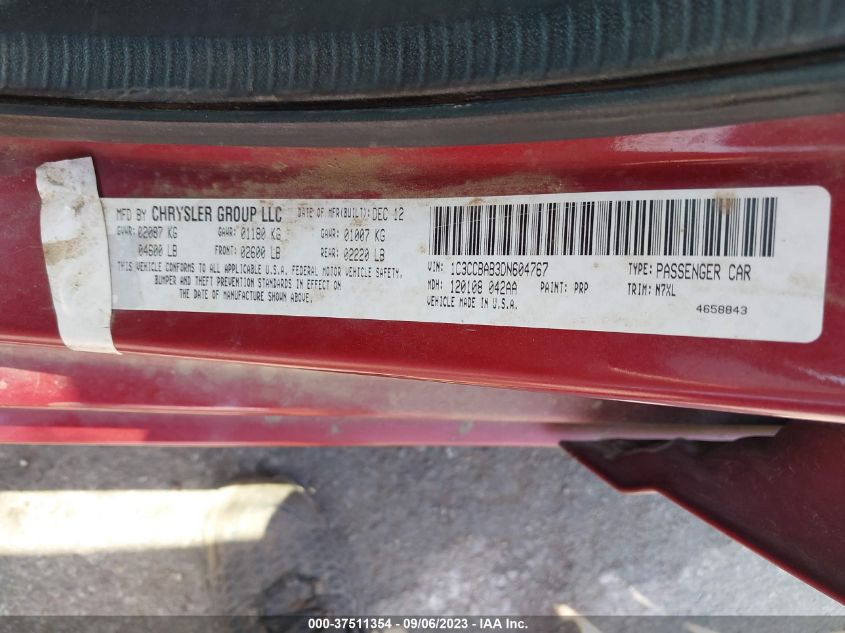 MFD BY CHRYSLER GROUP LLC DATE OF MFR(BUILT):DEC 12
GVWR: 02087 KG GAWR: 01180 KG GAWR: 01007 KG
04600 LB FRONT: 02600 LB REAR: 02220 LB
THIS VEHICLE CONFORMS TO ALL APPLICABLE U.S.A. FEDERAL MOTOR VEHICLE SAFETY,
BUMPER AND THEFT PREVENTION STANDARDS IN EFFECT ON
THE DATE OF MANUFACTURE SHOWN ABOVE.
VIN: 1C3CCBAB3DN604767 TYPE: PASSENGER CAR
MDH: 120108 042AA PAINT: PRP TRIM: N7XL
VEHICLE MADE IN U.S.A. 4658843
000-37511354 - 09/06/2023 - IAA Inc.